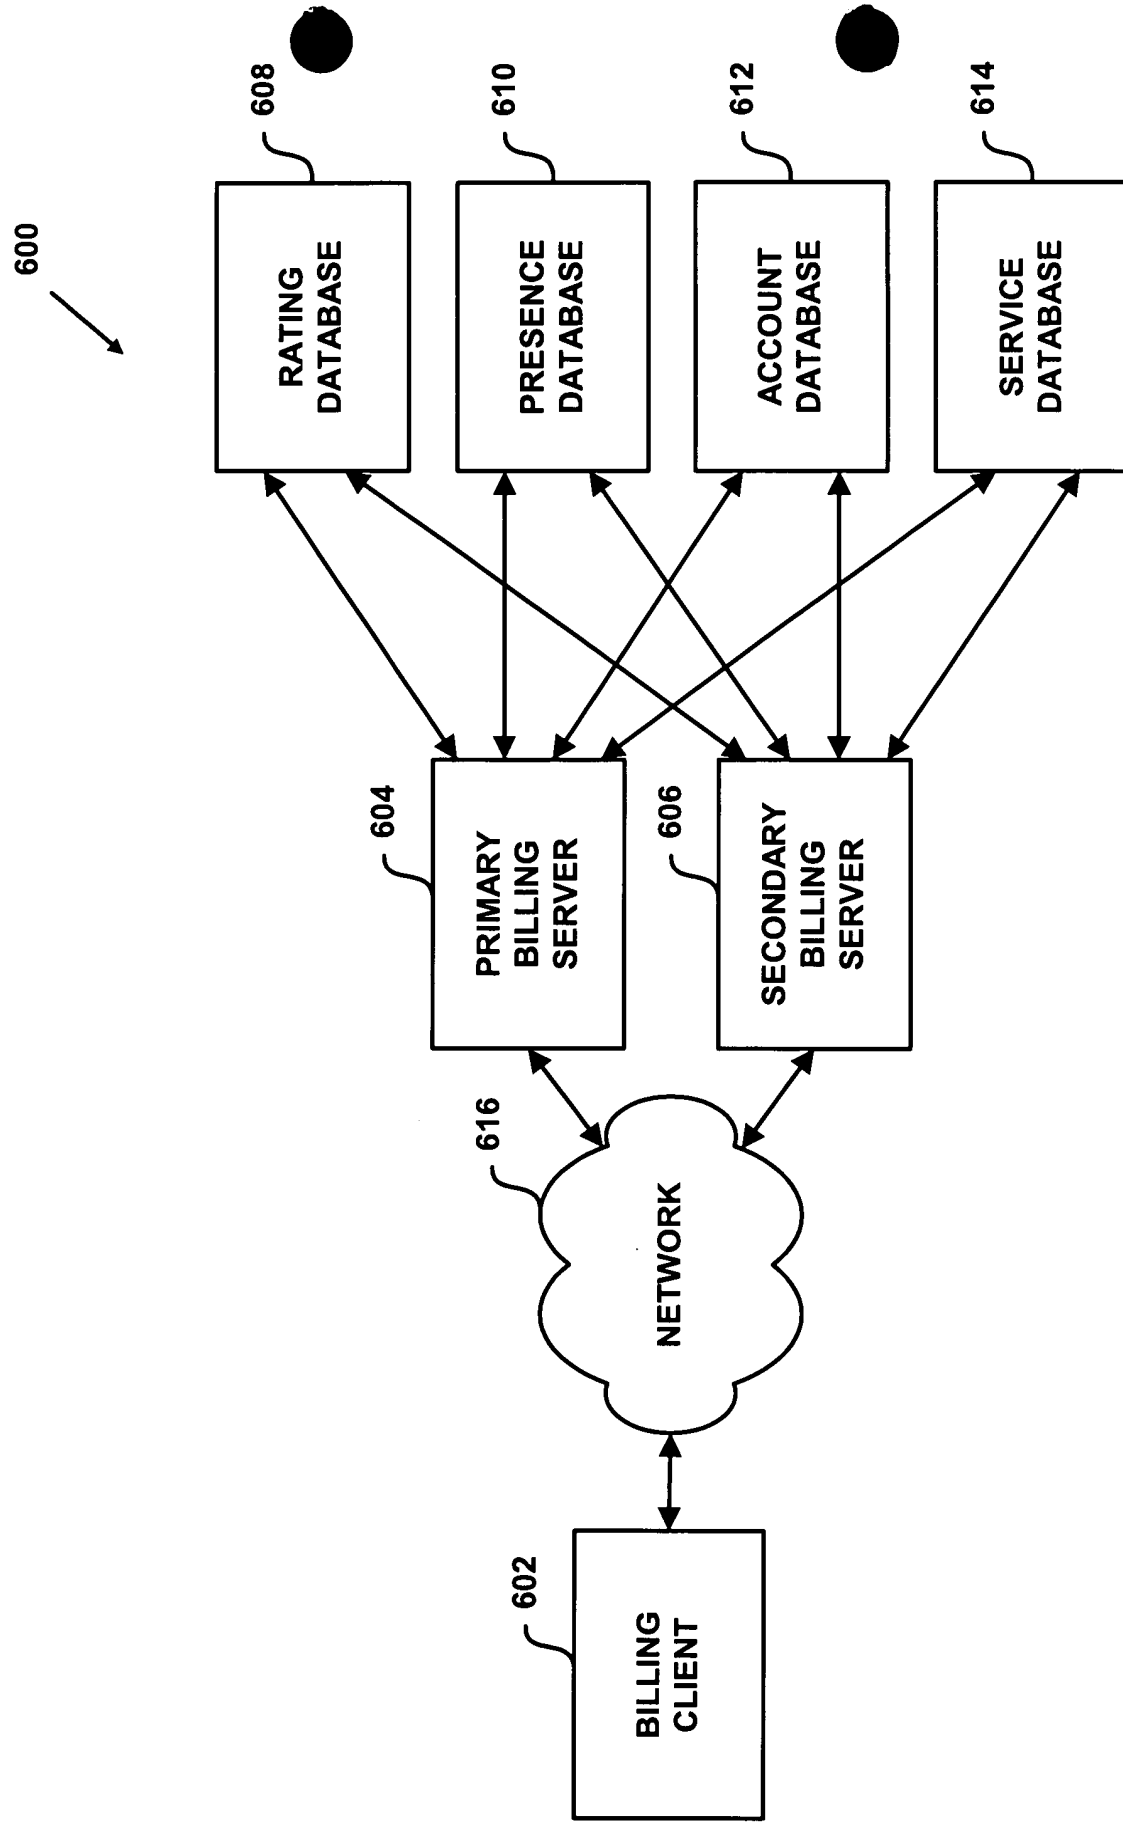 600
608
RATING
DATABASE
610
PRESENCE
DATABASE
612
ACCOUNT
DATABASE
614
SERVICE
DATABASE
604
PRIMARY
BILLING
SERVER
606
SECONDARY
BILLING
SERVER
616
NETWORK
602
BILLING
CLIENT